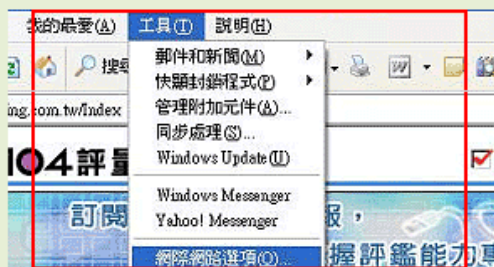 我的最愛(A) 工具(T) 說明(H)
搜尋
郵件和新聞(M)
快顯封鎖程式(P)
管理附加元件(A)...
同步處理(S)...
Windows Update(U)
ing.com.tw/Index
104評量
Windows Messenger
Yahoo! Messenger
訂閱 報，
網際網路選項(O)...
握評鑑能力專